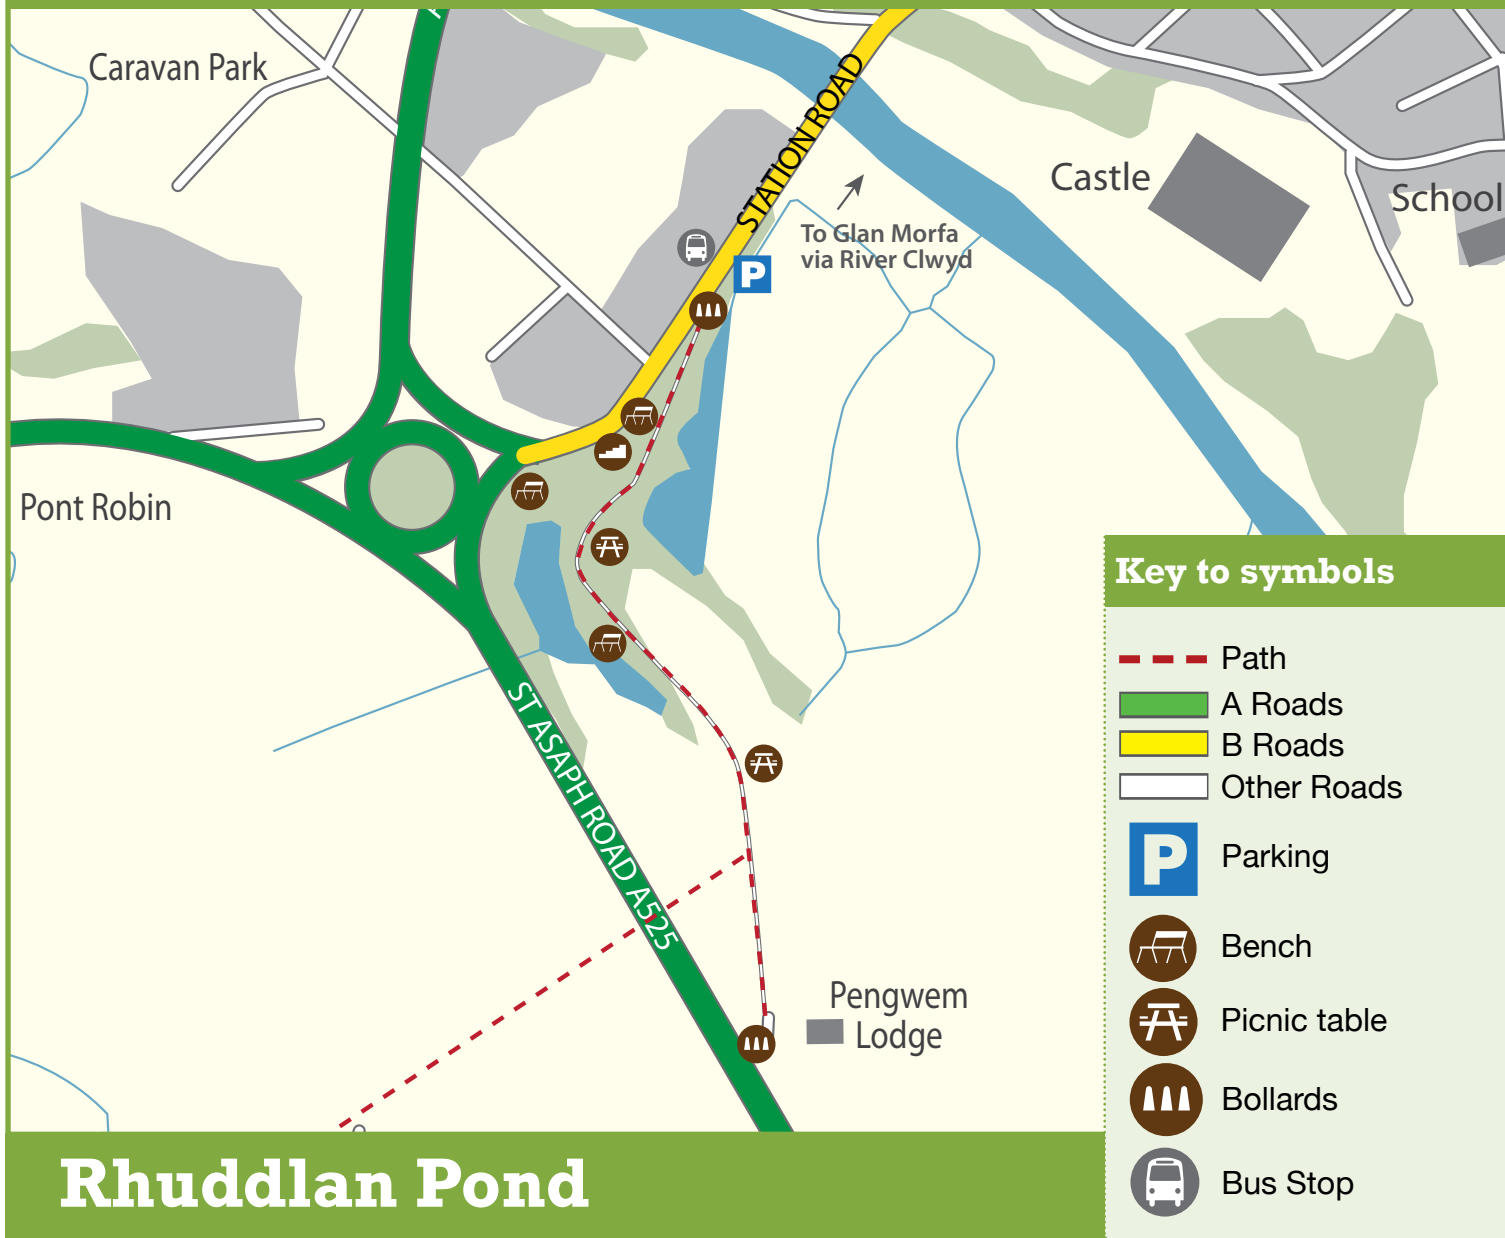 Caravan Park
STATION ROAD
Castle
School
To Glan Morfa
via River Clwyd
P
Pont Robin
ST ASAPH ROAD A525
Pengwem
Lodge
Rhuddlan Pond
Key to symbols
Path
A Roads
B Roads
Other Roads
P
Parking
Bench
Picnic table
Bollards
Bus Stop